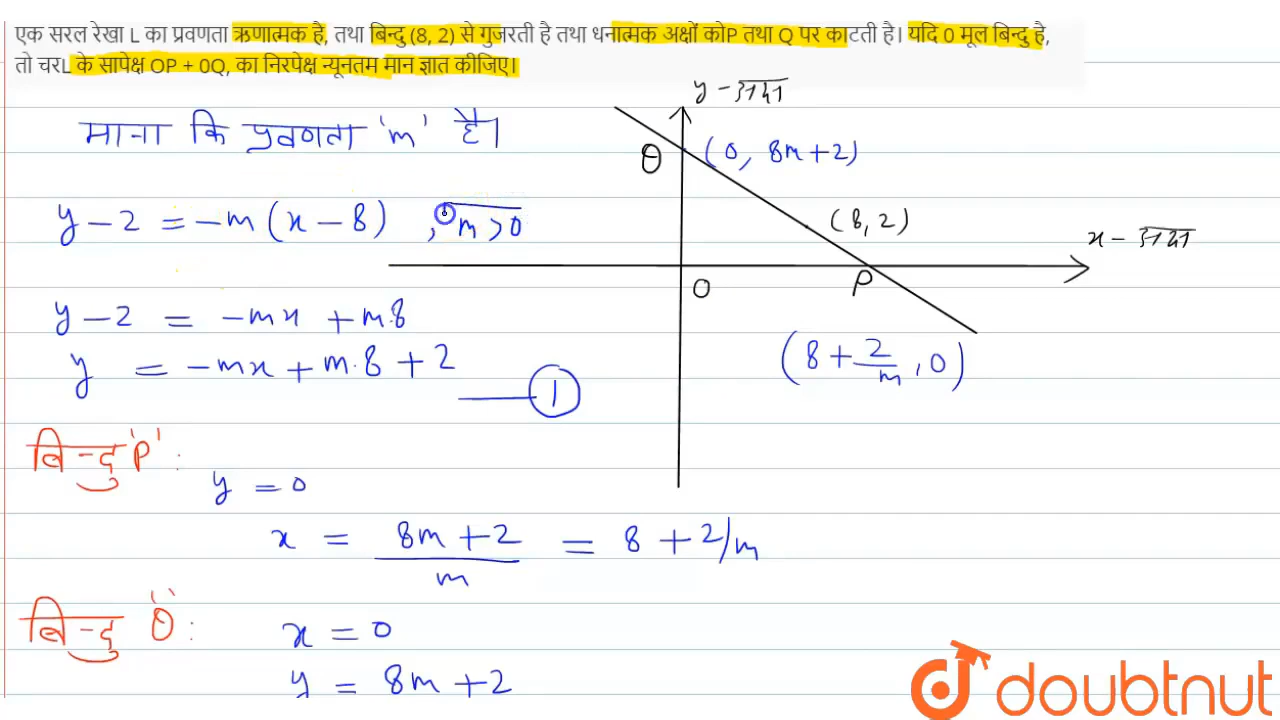 एक सरल रेखा L का प्रवणता ऋणात्मक है, तथा बिन्दु (8, 2) से गुजरती है तथा धनात्मक अक्षों कोP तथा Q पर काटती है। यदि 0 मूल बिन्दु है,
तो चरL के सापेक्ष OP + 0Q, का निरपेक्ष न्यूनतम मान ज्ञात कीजिए।
माना कि प्रवणता 'm' है।
y - 2 = -m (x - 8) , m > 0
y - 2 = -mx + m.8
y = -mx + m.8 + 2 ——— 1
बिन्दु 'P' :
y = 0
x = (8m + 2)/m = 8 + 2/m
बिन्दु Q :
x = 0
y = 8m + 2
y - अक्ष
Q (0, 8m + 2)
(8, 2)
x - अक्ष
O P
(8 + 2/m, 0)
doubtnut